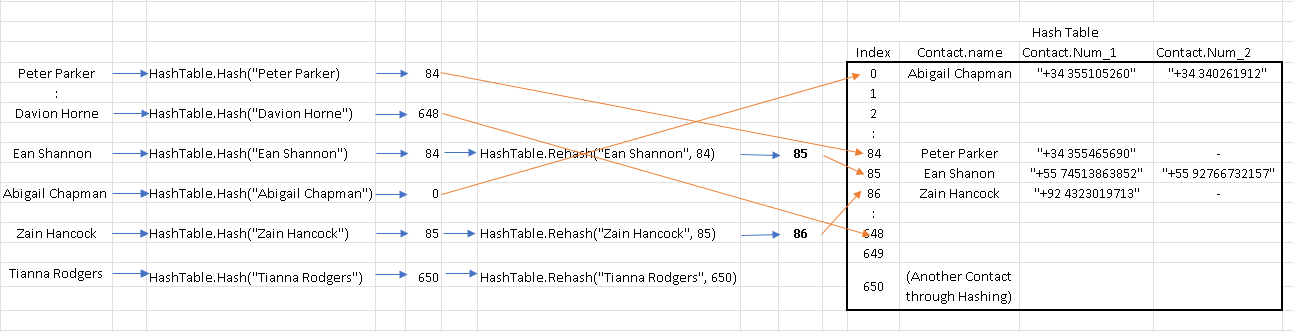 Hash Table
Index Contact.name Contact.Num_1 Contact.Num_2
Peter Parker HashTable.Hash("Peter Parker) 84 0 Abigail Chapman "+34 355105260" "+34 340261912"
: 1
Davion Horne HashTable.Hash("Davion Horne") 648 2
:
Ean Shannon HashTable.Hash("Ean Shannon") 84 HashTable.Rehash("Ean Shannon", 84) 85 84 Peter Parker "+34 355465690" -
85 Ean Shanon "+55 74513863852" "+55 92766732157"
Abigail Chapman HashTable.Hash("Abigail Chapman") 0 86 Zain Hancock "+92 4323019713" -
:
Zain Hancock HashTable.Hash("Zain Hancock") 85 HashTable.Rehash("Zain Hancock", 85) 86 648
649
Tianna Rodgers HashTable.Hash("Tianna Rodgers") 650 HashTable.Rehash("Tianna Rodgers", 650) 650 (Another Contact
through Hashing)